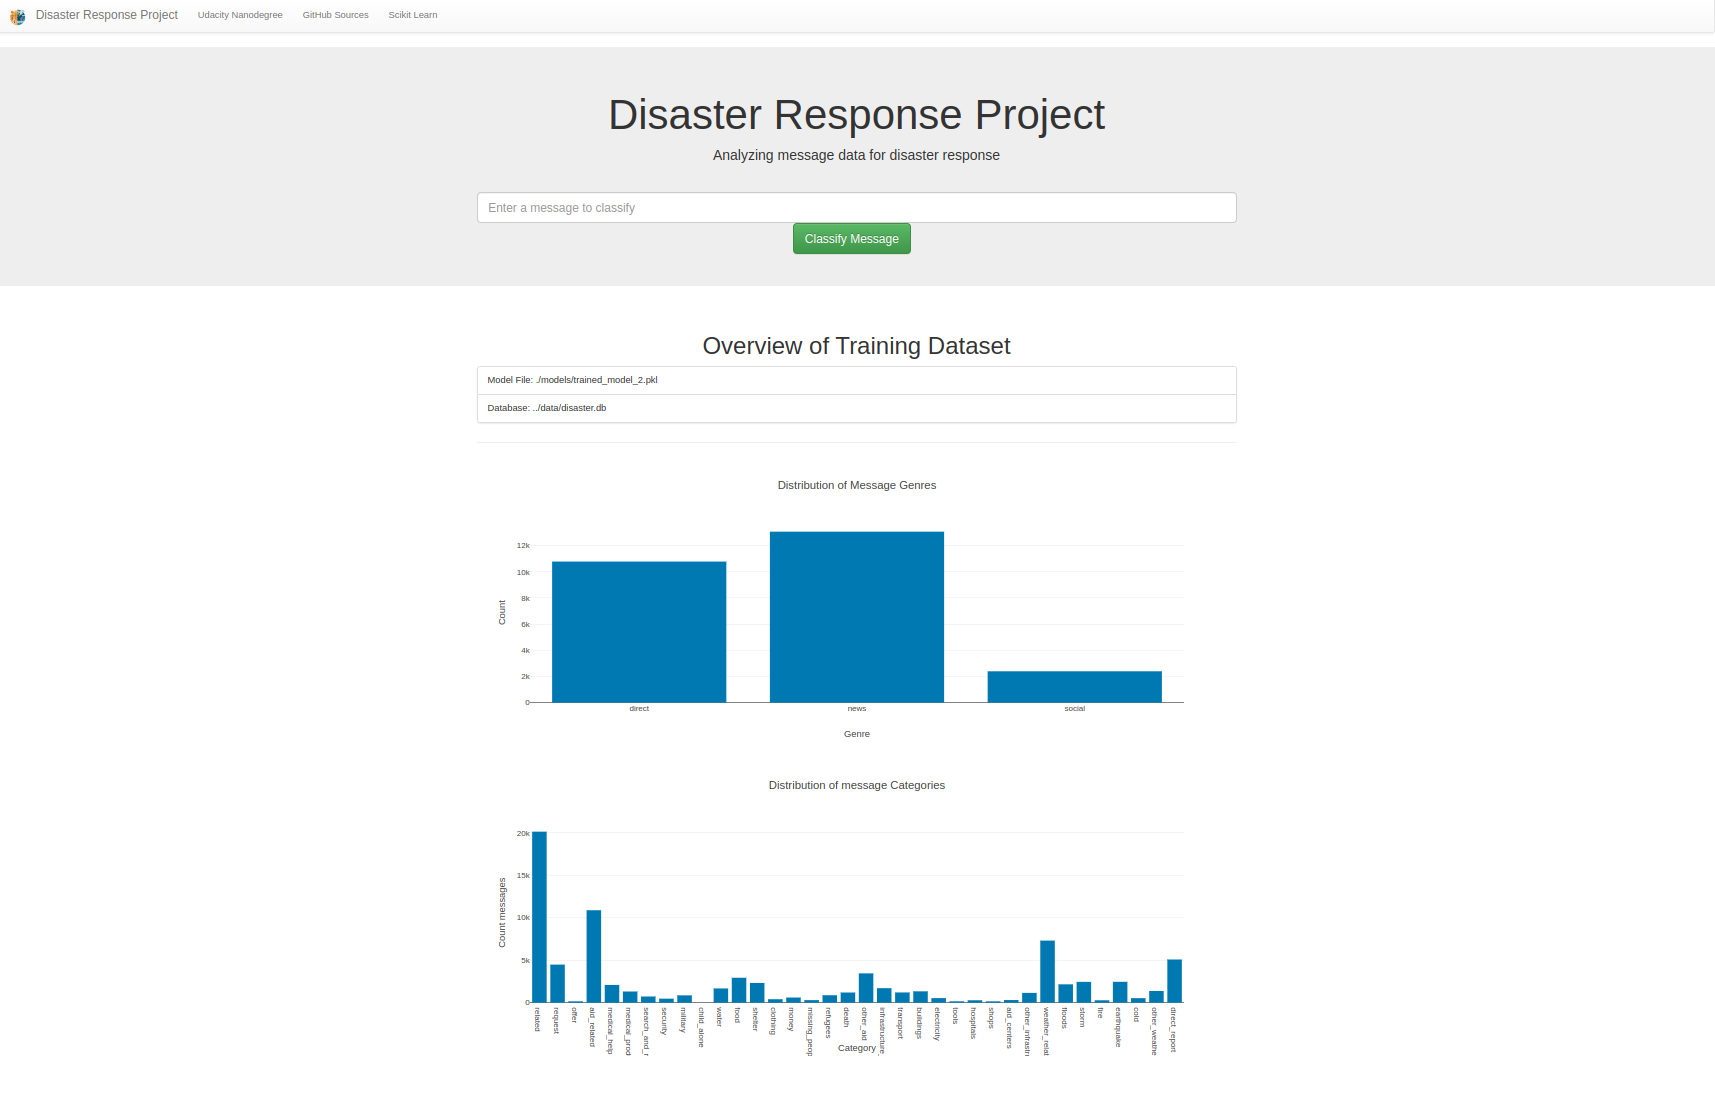 Disaster Response Project Udacity Nanodegree GitHub Sources Scikit Learn
Disaster Response Project
Analyzing message data for disaster response
Enter a message to classify
Classify Message
Overview of Training Dataset
Model File: ./models/trained_model_2.pkl
Database: ../data/disaster.db
Distribution of Message Genres
12k
10k
8k
6k
4k
2k
0
Count
direct news social
Genre
Distribution of message Categories
20k
15k
10k
5k
0
Count messages
related
request
offer
aid_related
medical_help
medical_prod
search_and_r
security
military
child_alone
water
food
shelter
clothing
money
missing_peop
refugees
death
other_aid
infrastructure_
transport
buildings
electricity
tools
hospitals
shops
aid_centers
other_infrastr
weather_relat
floods
storm
fire
earthquake
cold
other_weathe
direct_report
Category